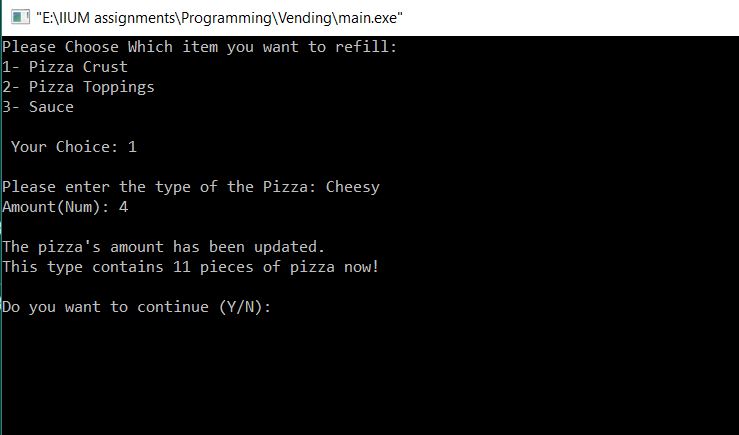 "E:\IIUM assignments\Programming\Vending\main.exe"
Please Choose Which item you want to refill:
1- Pizza Crust
2- Pizza Toppings
3- Sauce
Your Choice: 1
Please enter the type of the Pizza: Cheesy
Amount(Num): 4
The pizza's amount has been updated.
This type contains 11 pieces of pizza now!
Do you want to continue (Y/N):